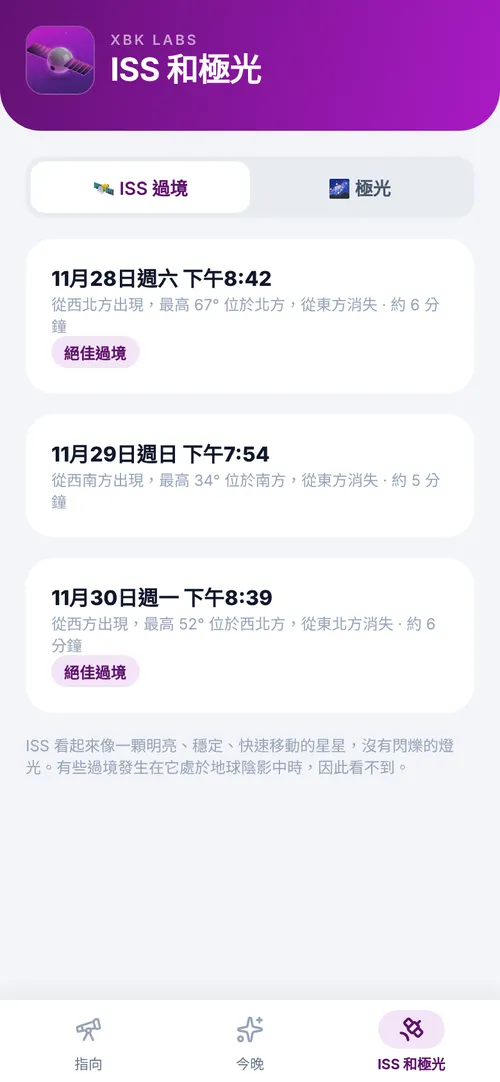 XBK LABS
ISS 和極光
ISS 過境
極光
11月28日週六 下午8:42
從西北方出現，最高 67° 位於北方，從東方消失 · 約 6 分
鐘
絕佳過境
11月29日週日 下午7:54
從西南方出現，最高 34° 位於南方，從東方消失 · 約 5 分
鐘
11月30日週一 下午8:39
從西方出現，最高 52° 位於西北方，從東北方消失 · 約 6
分鐘
絕佳過境
ISS 看起來像一顆明亮、穩定、快速移動的星星，沒有閃爍的燈
光。有些過境發生在它處於地球陰影中時，因此看不到。
指向
今晚
ISS 和極光